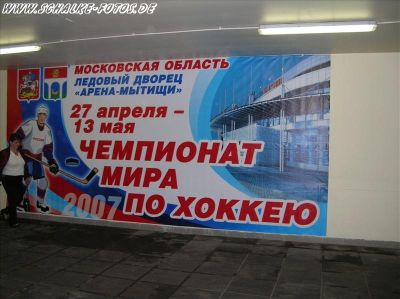 WWW.SCHALKE-FOTOS.DE
МОСКОВСКАЯ ОБЛАСТЬ
ЛЕДОВЫЙ ДВОРЕЦ
«АРЕНА-МЫТИЩИ»
27 апреля –
13 мая
ЧЕМПИОНАТ
МИРА
2007 ПО ХОККЕЮ